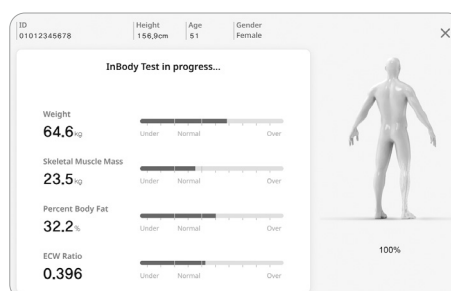 ID Height Age Gender
01012345678 156,9cm 51 Female
InBody Test in progress...
Weight
64.6kg
Under Normal Over
Skeletal Muscle Mass
23.5kg
Under Normal Over
Percent Body Fat
32.2%
Under Normal Over
ECW Ratio
0.396
Under Normal Over
100%